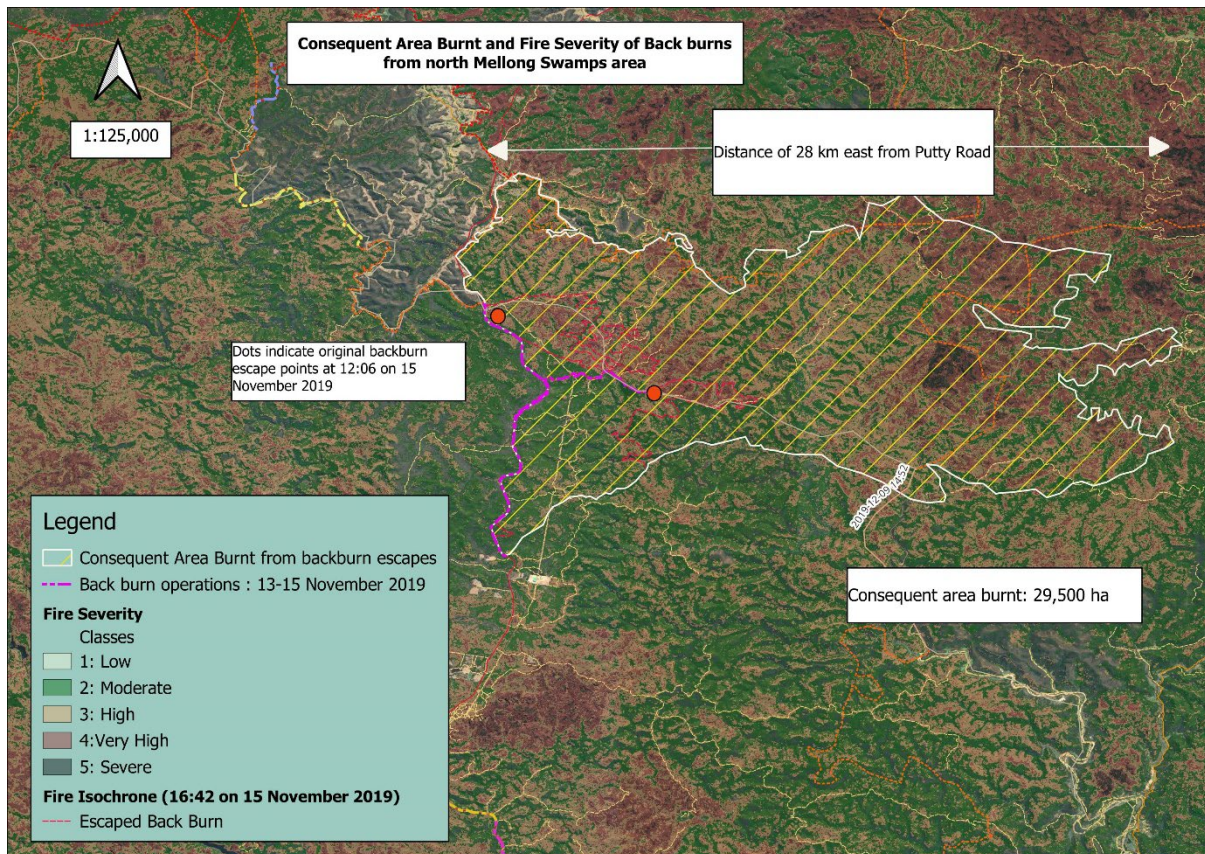 Consequent Area Burnt and Fire Severity of Back burns
from north Mellong Swamps area
1:125,000
Distance of 28 km east from Putty Road
Dots indicate original backburn
escape points at 12:06 on 15
November 2019
2019-12-09 14:52
Consequent area burnt: 29,500 ha
Legend
Consequent Area Burnt from backburn escapes
Back burn operations : 13-15 November 2019
Fire Severity
Classes
1: Low
2: Moderate
3: High
4:Very High
5: Severe
Fire Isochrone (16:42 on 15 November 2019)
Escaped Back Burn